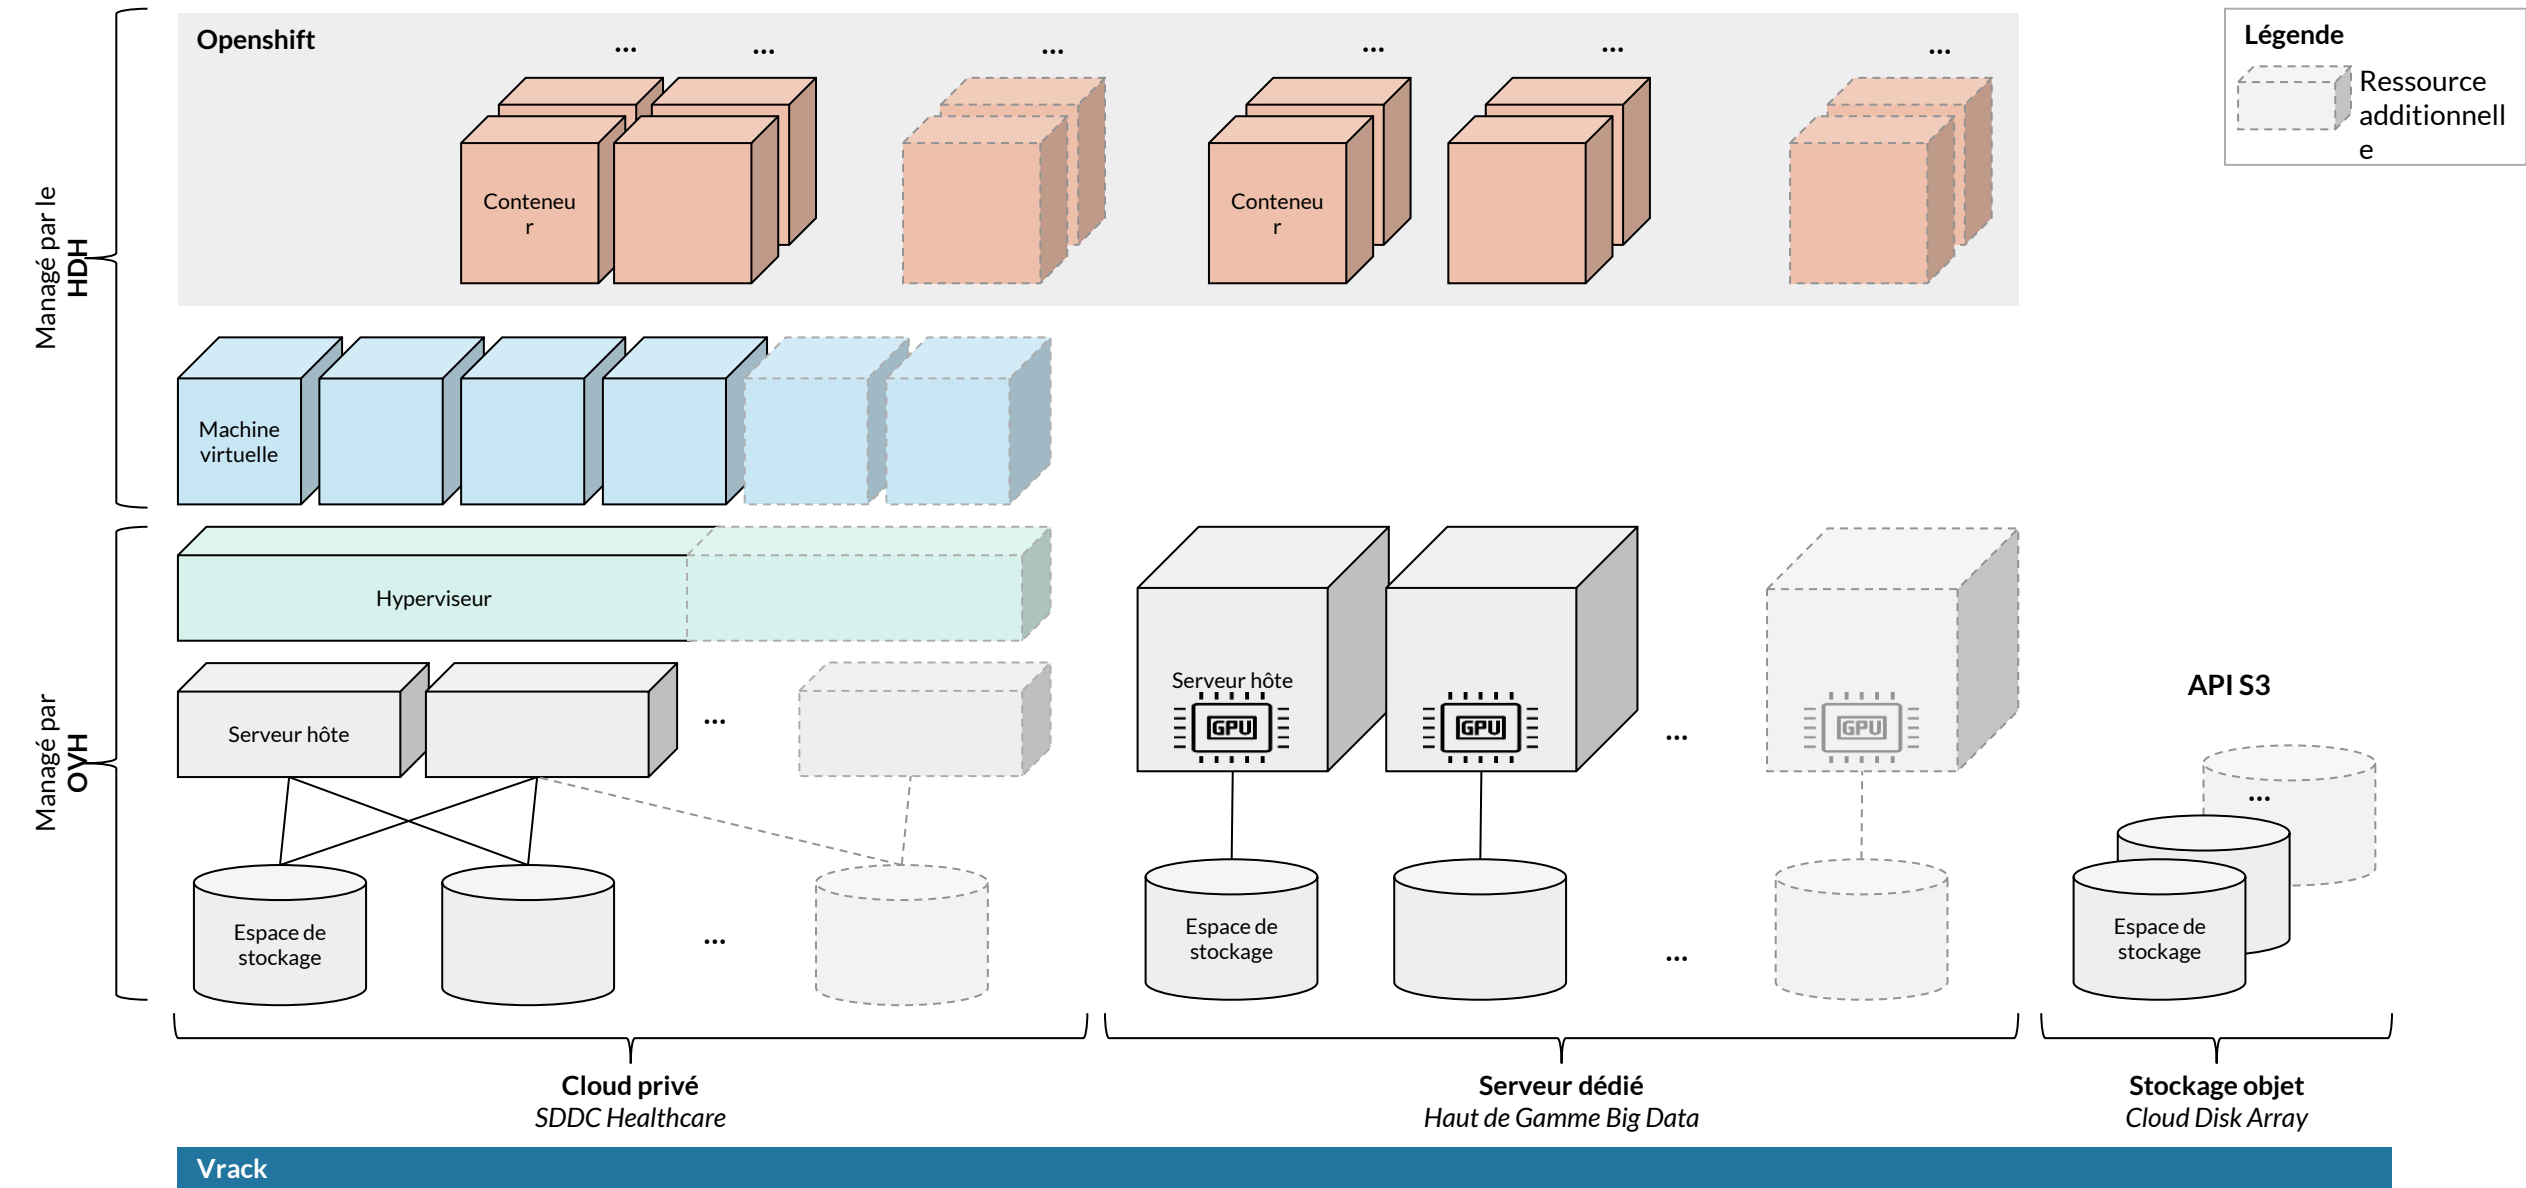 Openshift
...
...
...
...
...
...
Légende
Ressource
additionnell
e
Conteneu
r
Conteneu
r
Managé par le
HDH
Machine
virtuelle
Hyperviseur
Managé par
OVH
Serveur hôte
...
Serveur hôte
GPU
GPU
...
GPU
API S3
...
Espace de
stockage
...
Espace de
stockage
...
Espace de
stockage
Cloud privé
SDDC Healthcare
Serveur dédié
Haut de Gamme Big Data
Stockage objet
Cloud Disk Array
Vrack